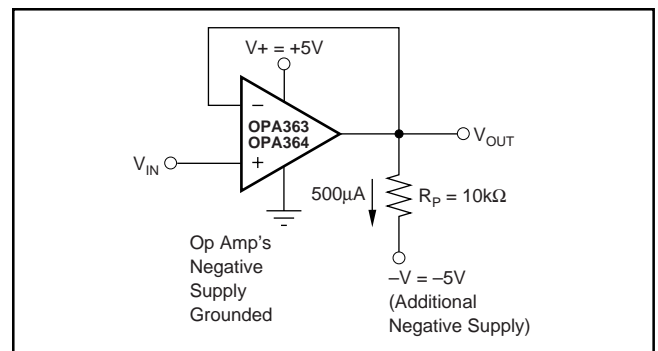 V+ = +5V
−
OPA363
OPA364
+
V_IN
V_OUT
500µA
R_P = 10kΩ
Op Amp's
Negative
Supply
Grounded
−V = −5V
(Additional
Negative Supply)